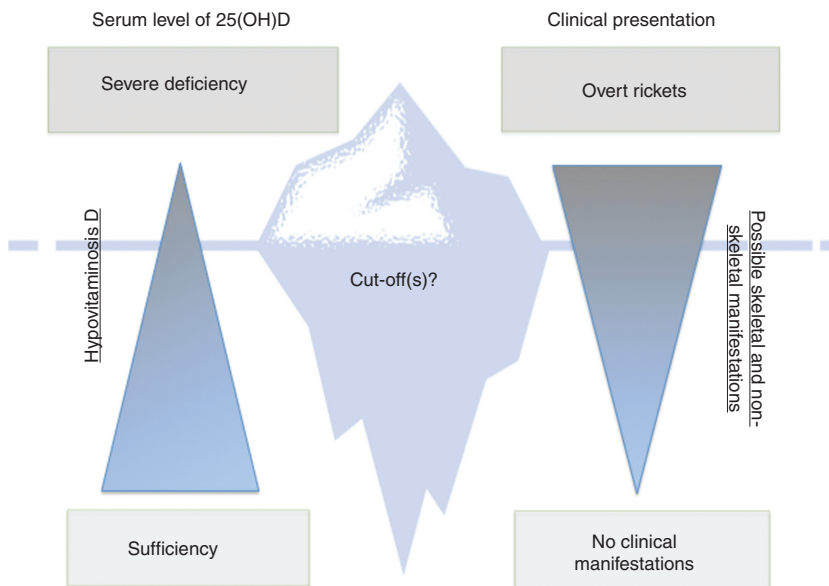 Serum level of 25(OH)D
Clinical presentation
Severe deficiency
Overt rickets
Hypovitaminosis D
Cut-off(s)?
Possible skeletal and non-
skeletal manifestations
Sufficiency
No clinical
manifestations